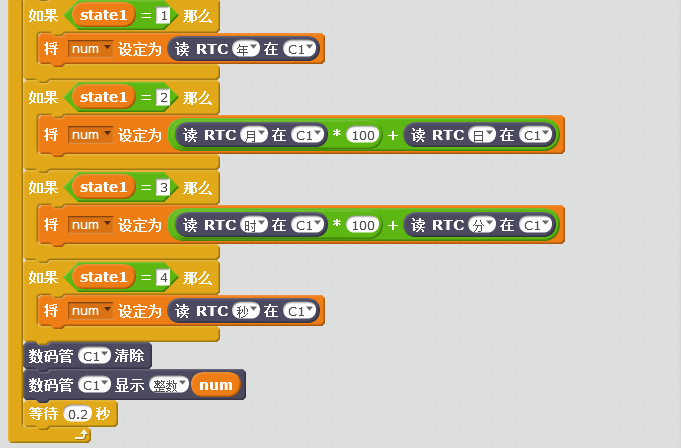 如果 state1 = 1 那么
将 num 设定为 读 RTC 年 在 C1
如果 state1 = 2 那么
将 num 设定为 读 RTC 月 在 C1 * 100 + 读 RTC 日 在 C1
如果 state1 = 3 那么
将 num 设定为 读 RTC 时 在 C1 * 100 + 读 RTC 分 在 C1
如果 state1 = 4 那么
将 num 设定为 读 RTC 秒 在 C1
数码管 C1 清除
数码管 C1 显示 整数 num
等待 0.2 秒